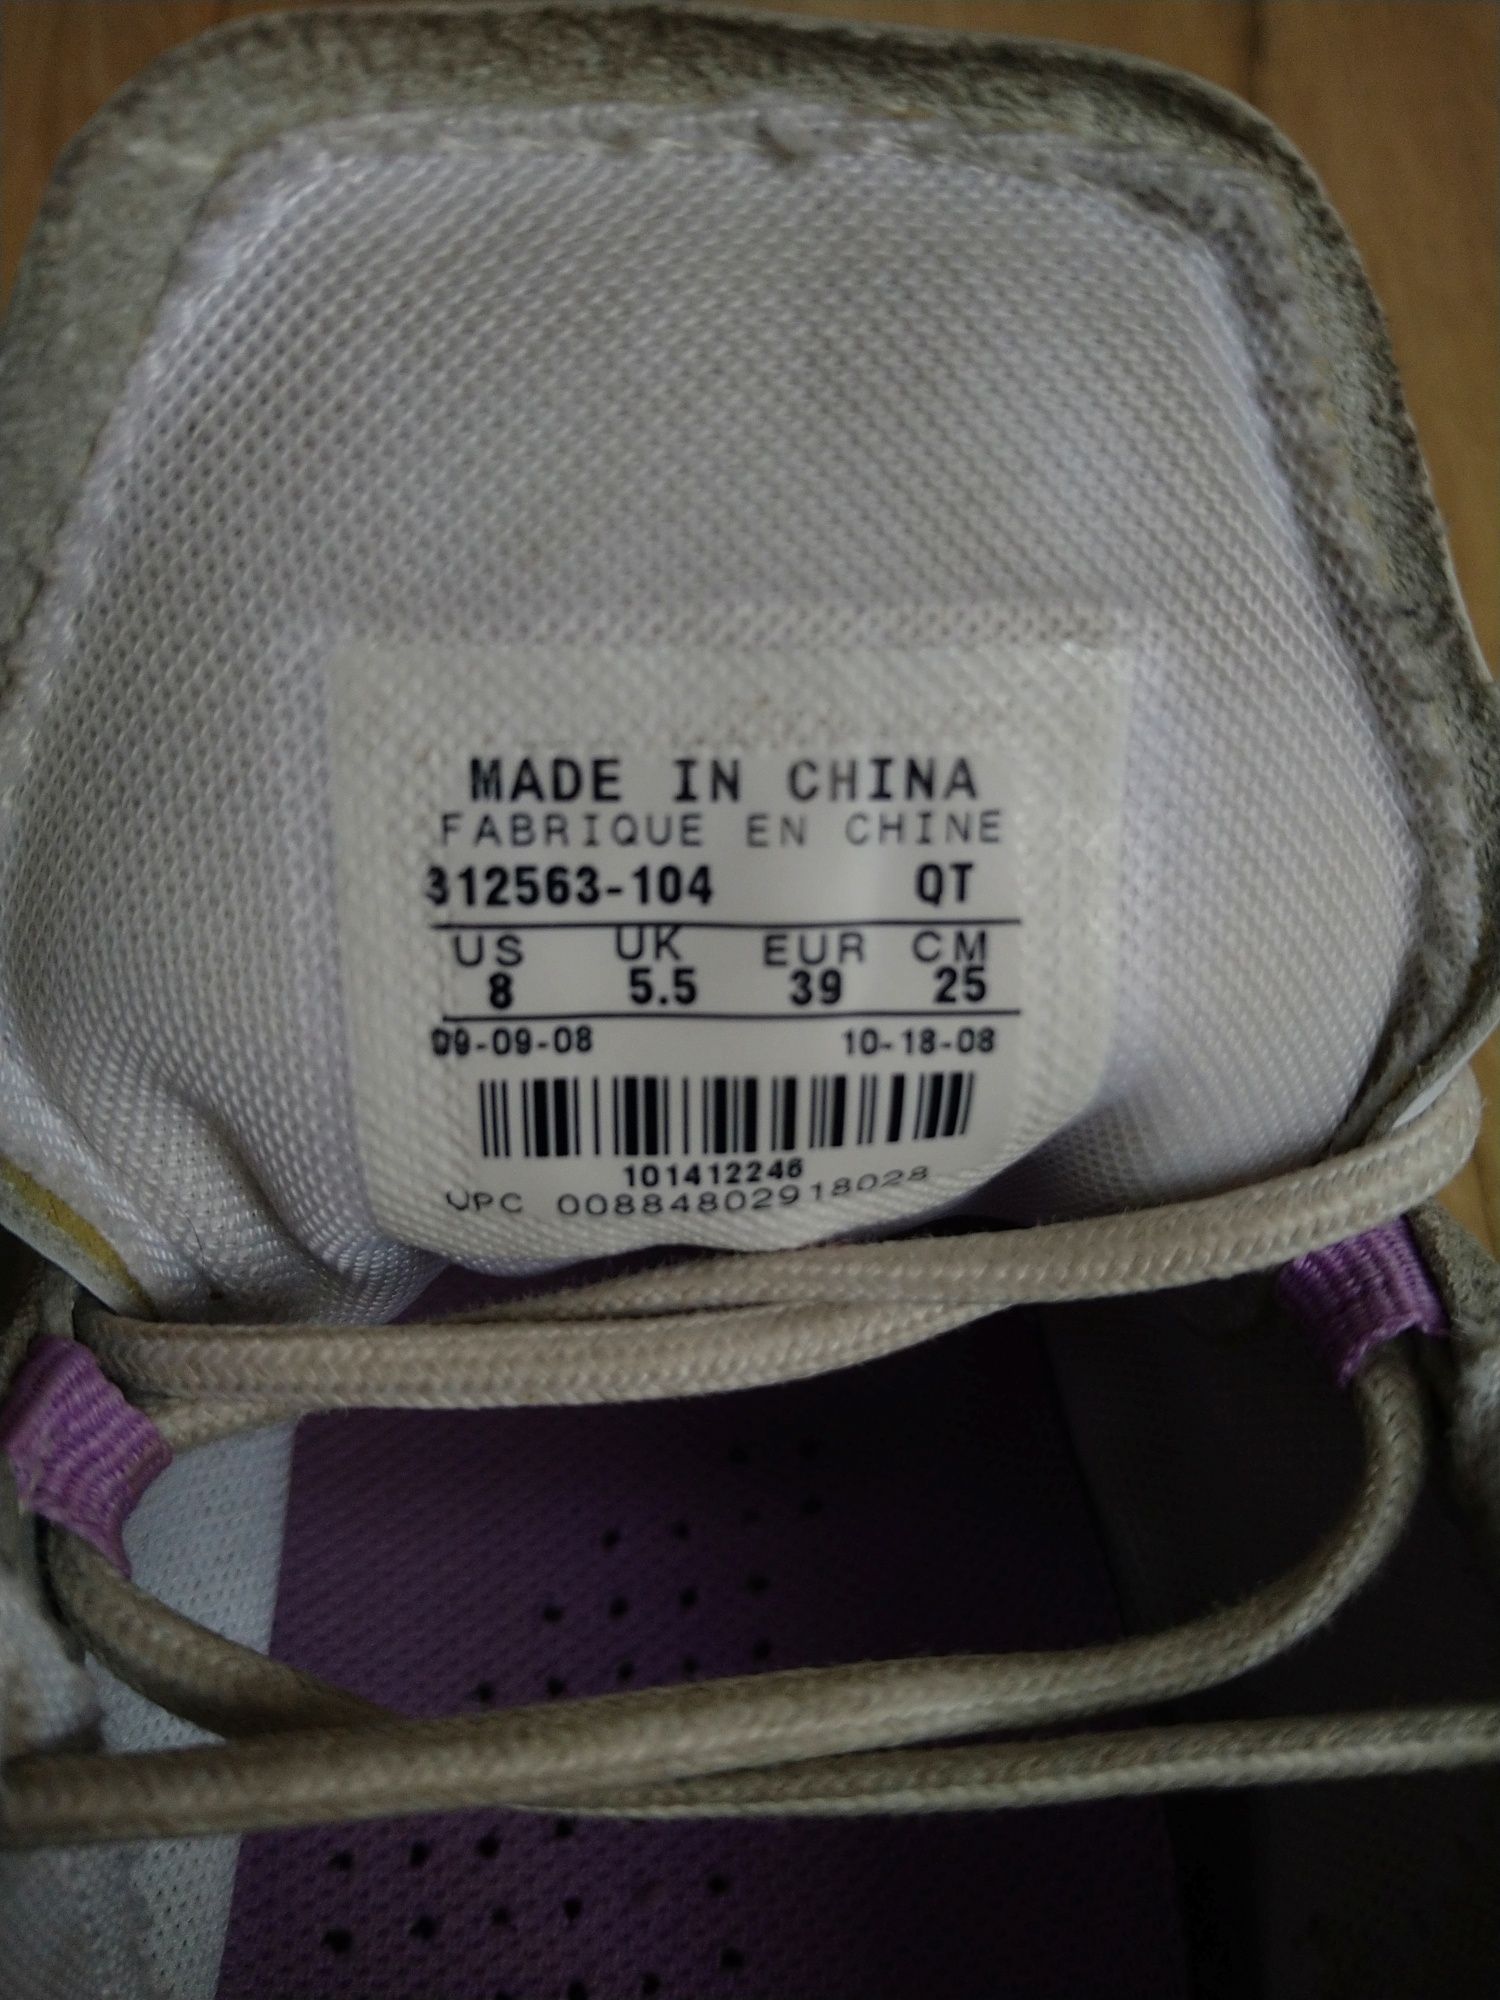 MADE IN CHINA
FABRIQUE EN CHINE
312563-104 QT
US UK EUR CM
8 5.5 39 25
09-09-08 10-18-08
101412246
UPC 00884802918028